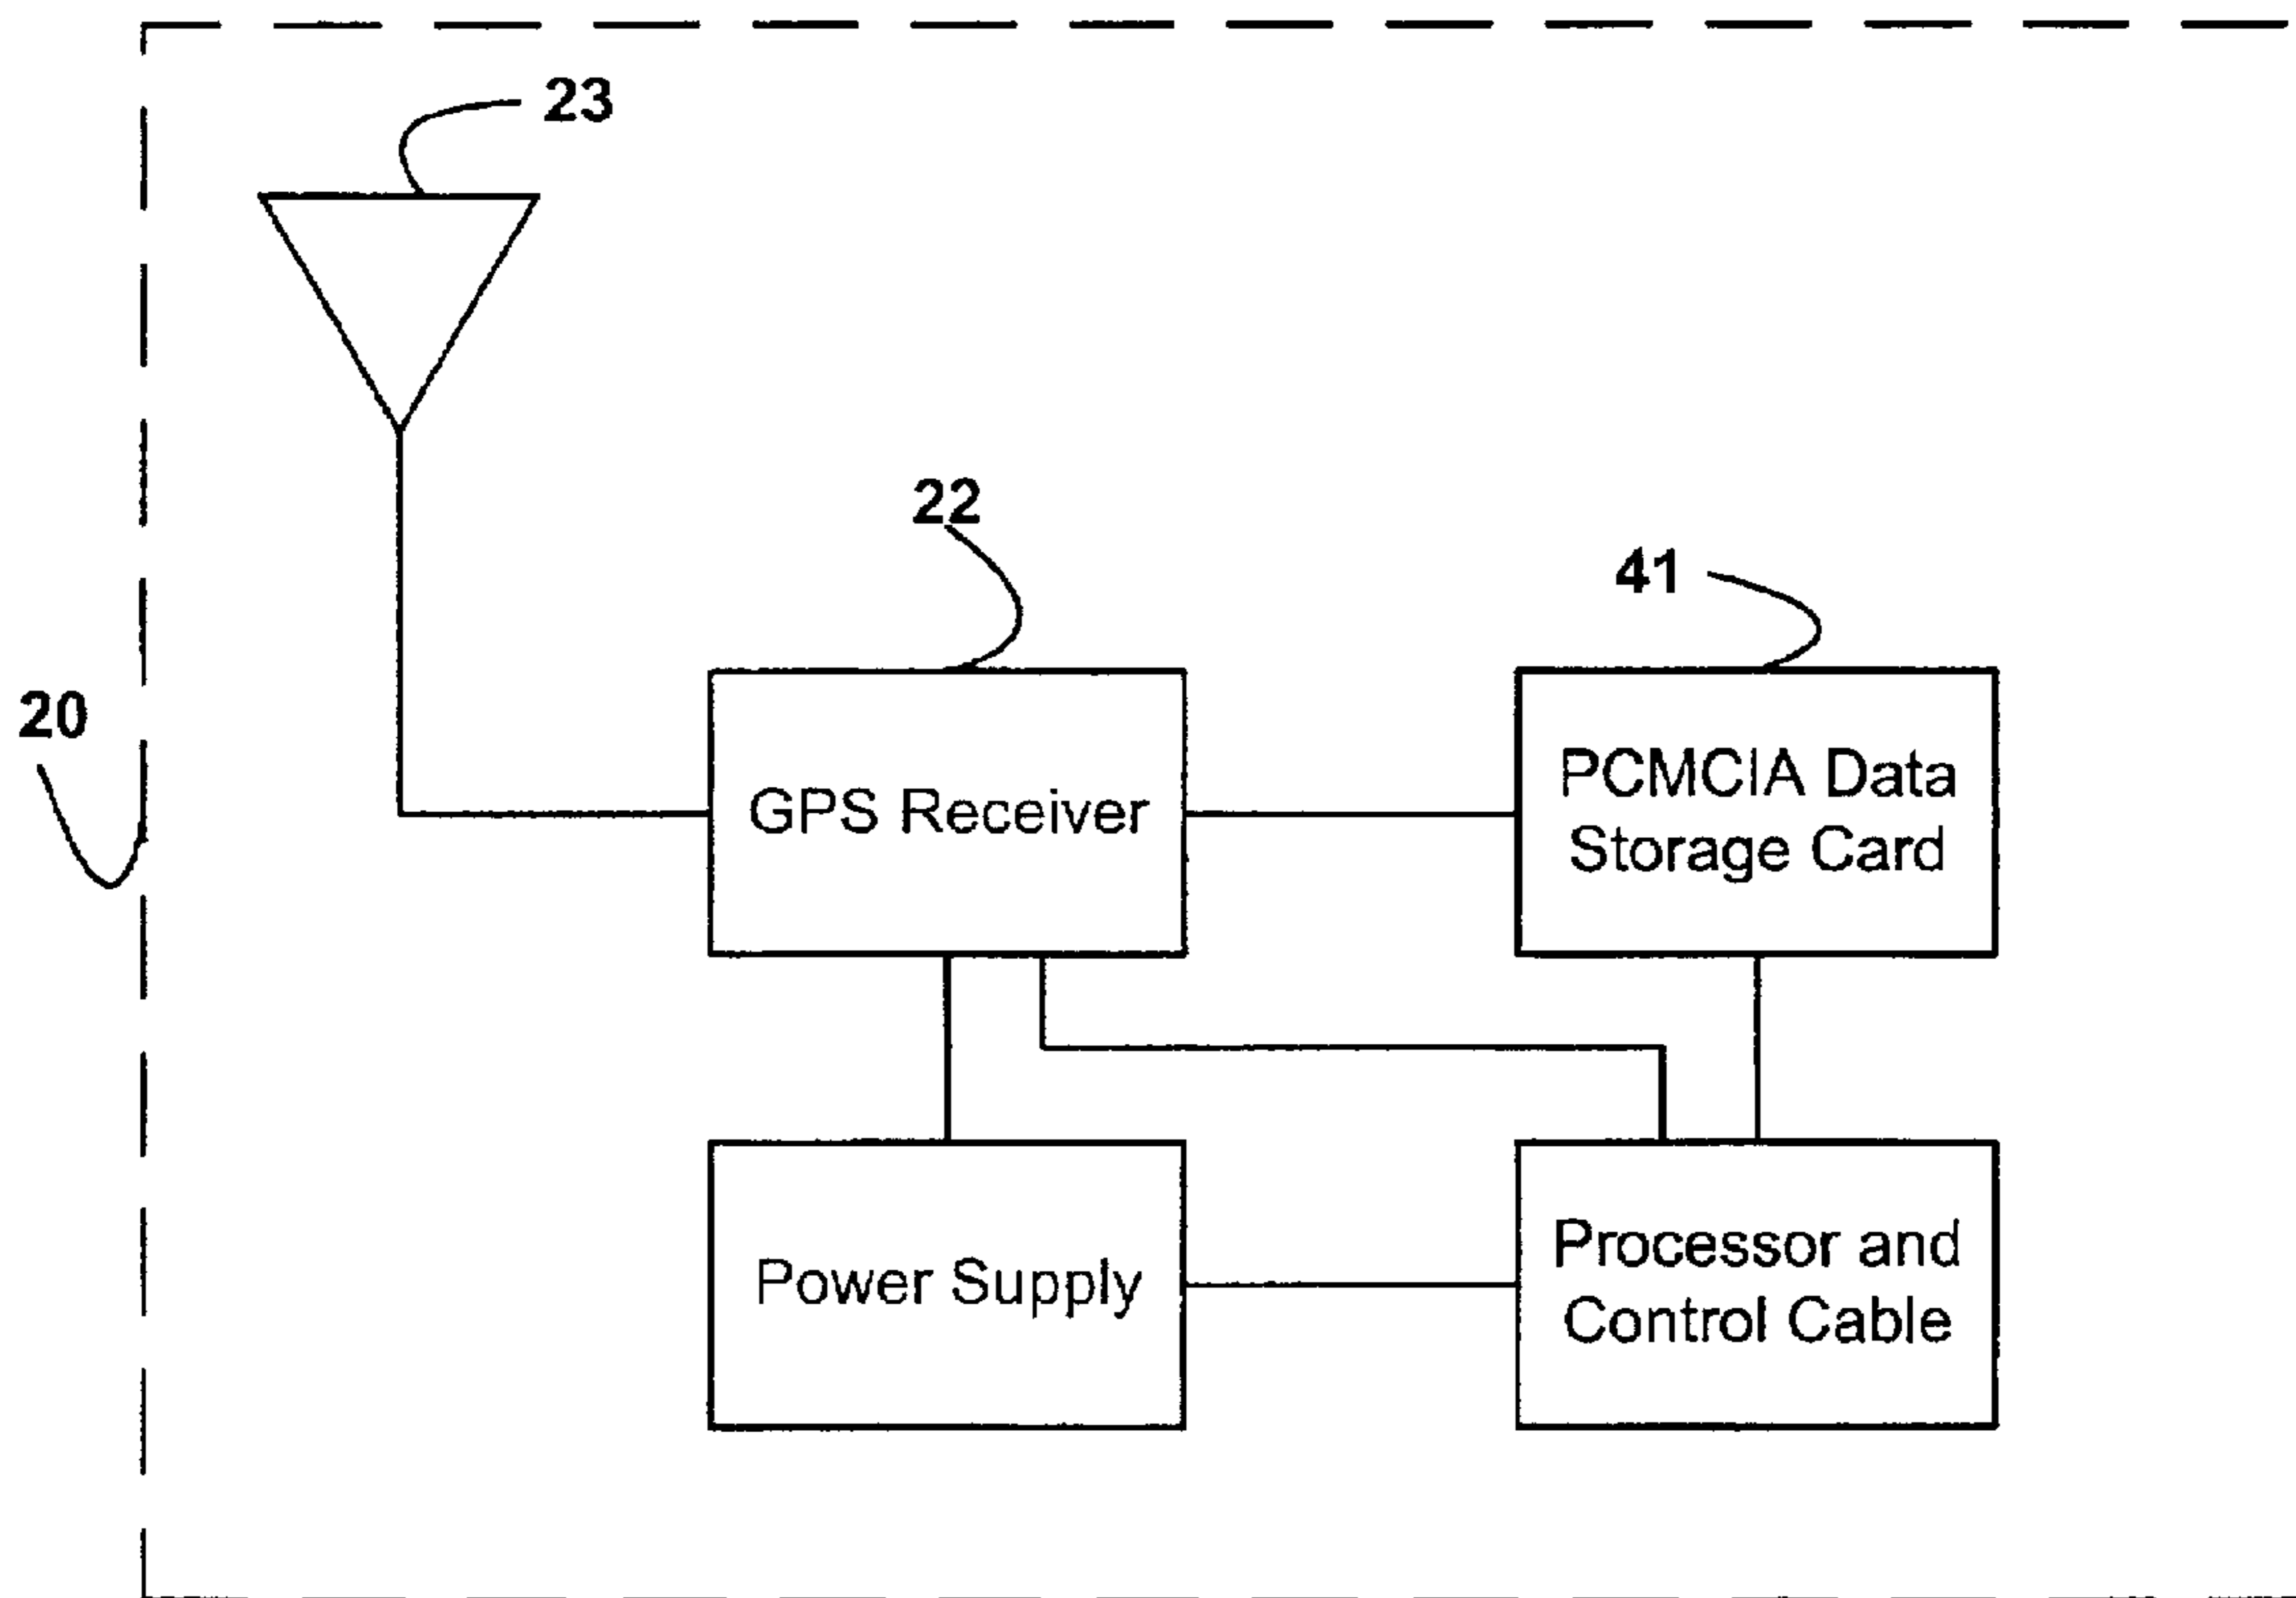 23
22
41
20
GPS Receiver
PCMCIA Data
Storage Card
Power Supply
Processor and
Control Cable